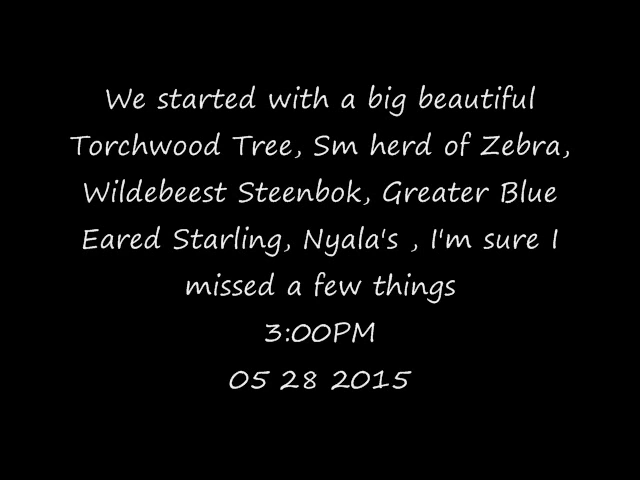 We started with a big beautiful
Torchwood Tree, Sm herd of Zebra,
Wildebeest Steenbok, Greater Blue
Eared Starling, Nyala's , I'm sure I
missed a few things
3:00PM
05 28 2015